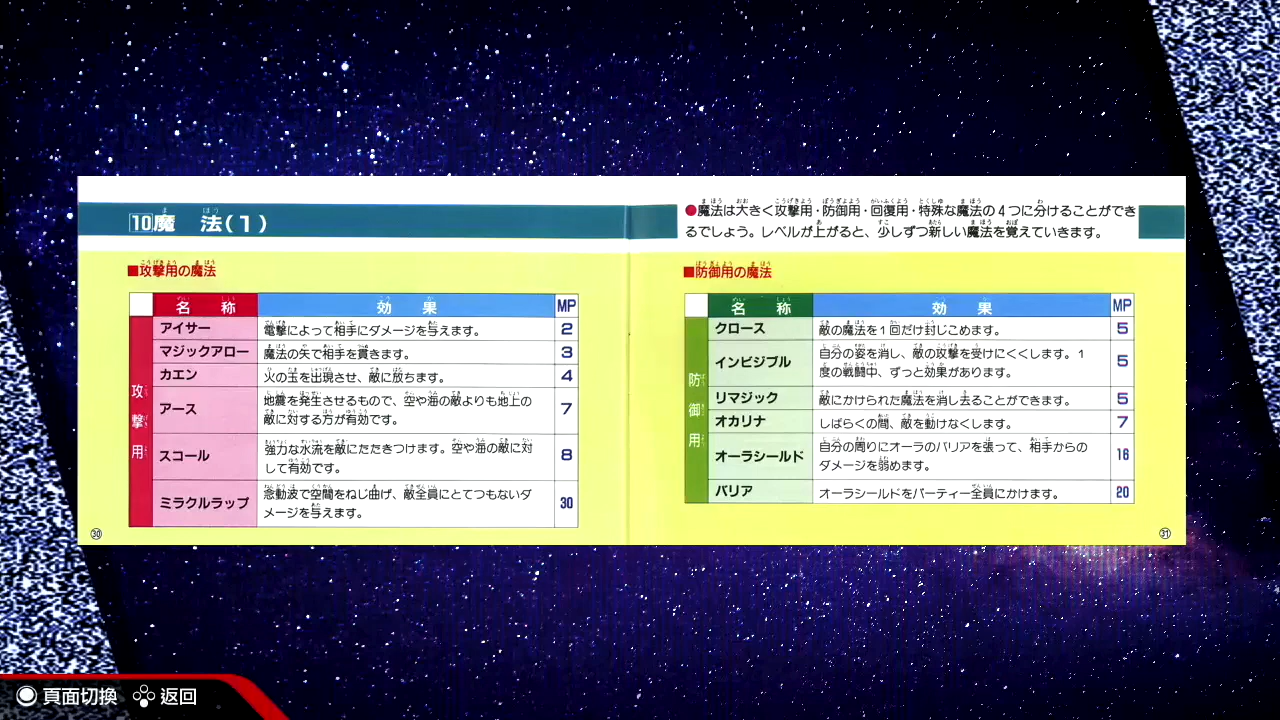 10 魔法(1)
●魔法は大きく攻撃用・防御用・回復用・特殊な魔法の4つに分けることができ
るでしょう。レベルが上がると、少しずつ新しい魔法を覚えていきます。
■攻撃用の魔法
名称 効果 MP
攻撃用
アイサー 電撃によって相手にダメージを与えます。 2
マジックアロー 魔法の矢で相手を貫きます。 3
カエン 火の玉を出現させ、敵に放ちます。 4
アース 地震を発生させるもので、空や海の敵よりも地上の
敵に対する方が有効です。 7
スコール 強力な水流を敵にたたきつけます。空や海の敵に対
して有効です。 8
ミラクルラップ 念動波で空間をねじ曲げ、敵全員にとてつもないダ
メージを与えます。 30
㉚
■防御用の魔法
名称 効果 MP
防御用
クロース 敵の魔法を1回だけ封じこめます。 5
インビジブル 自分の姿を消し、敵の攻撃を受けにくくします。1
度の戦闘中、ずっと効果があります。 5
リマジック 敵にかけられた魔法を消し去ることができます。 5
オカリナ しばらくの間、敵を動けなくします。 7
オーラシールド 自分の周りにオーラのバリアを張って、相手からの
ダメージを弱めます。 16
バリア オーラシールドをパーティー全員にかけます。 20
㉛
頁面切換 返回